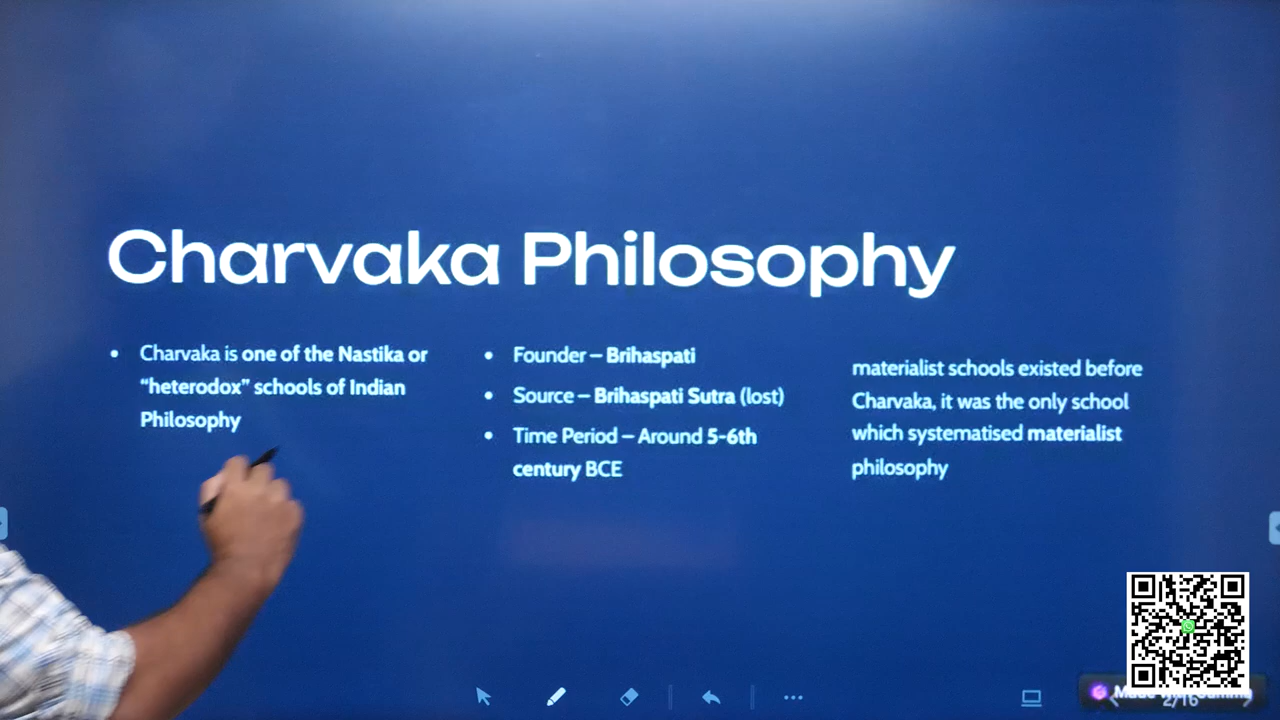 Charvaka Philosophy
• Charvaka is one of the Nastika or
“heterodox” schools of Indian
Philosophy
• Founder – Brihaspati
• Source – Brihaspati Sutra (lost)
• Time Period – Around 5-6th
century BCE
materialist schools existed before
Charvaka, it was the only school
which systematised materialist
philosophy
2/16